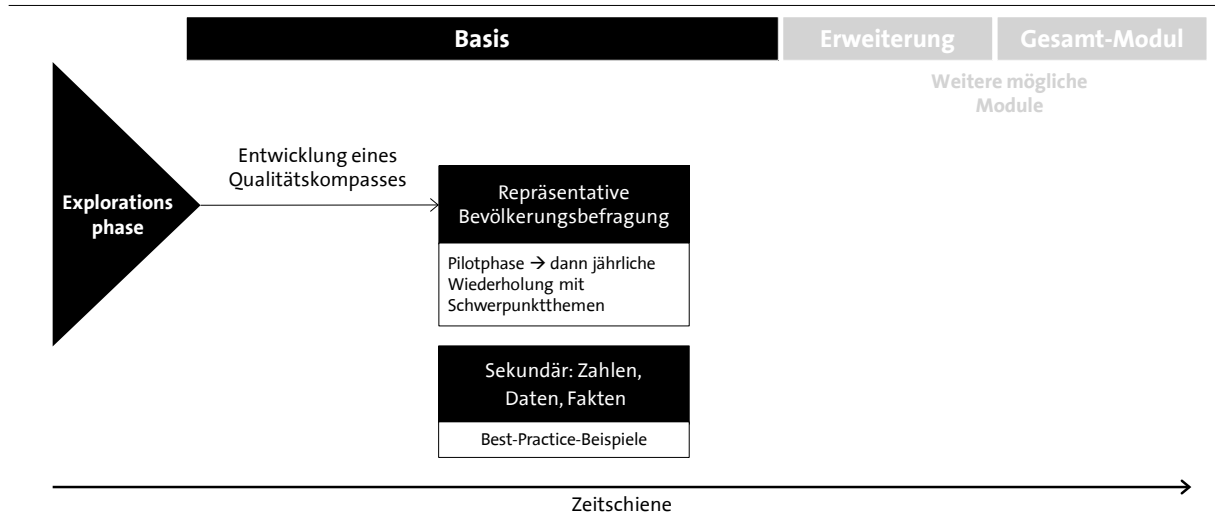 Basis
Erweiterung
Gesamt-Modul
Weitere mögliche
Module
Entwicklung eines
Qualitätskompasses
Explorations
phase
Repräsentative
Bevölkerungsbefragung
Pilotphase → dann jährliche
Wiederholung mit
Schwerpunktthemen
Sekundär: Zahlen,
Daten, Fakten
Best-Practice-Beispiele
Zeitschiene